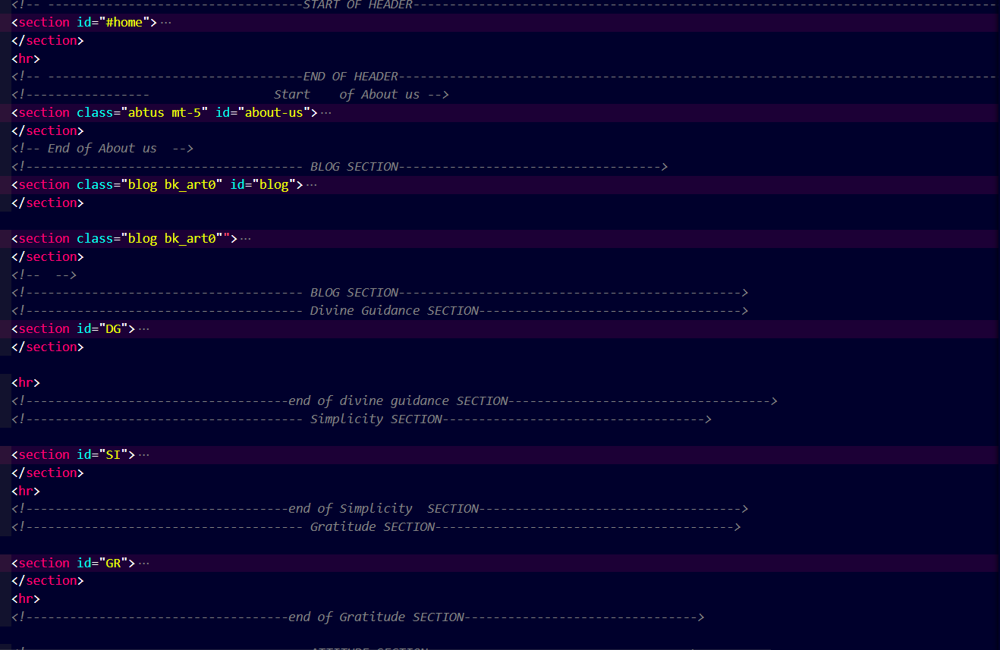 <!-- -----------------------------------START OF HEADER--------------------------------------------------------------------------------
<section id="#home">···
</section>
<hr>
<!-- -----------------------------------END OF HEADER----------------------------------------------------------------------------------
<!-----------------                 Start    of About us -->
<section class="abtus mt-5" id="about-us">···
</section>
<!-- End of About us  -->
<!-------------------------------------- BLOG SECTION------------------------------------>
<section class="blog bk_art0" id="blog">···
</section>
<section class="blog bk_art0"">···
</section>
<!--  -->
<!-------------------------------------- BLOG SECTION----------------------------------------------->
<!-------------------------------------- Divine Guidance SECTION------------------------------------>
<section id="DG">···
</section>
<hr>
<!------------------------------------end of divine guidance SECTION------------------------------------>
<!-------------------------------------- Simplicity SECTION------------------------------------>
<section id="SI">···
</section>
<hr>
<!------------------------------------end of Simplicity  SECTION------------------------------------>
<!-------------------------------------- Gratitude SECTION----------------------------------------->
<section id="GR">···
</section>
<hr>
<!------------------------------------end of Gratitude SECTION-------------------------------->